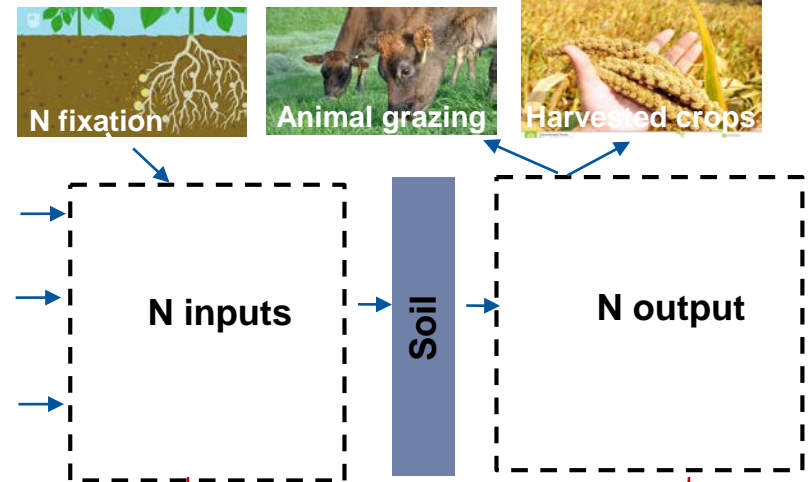 N fixation
Animal grazing
Harvested crops
N inputs
Soil
N output